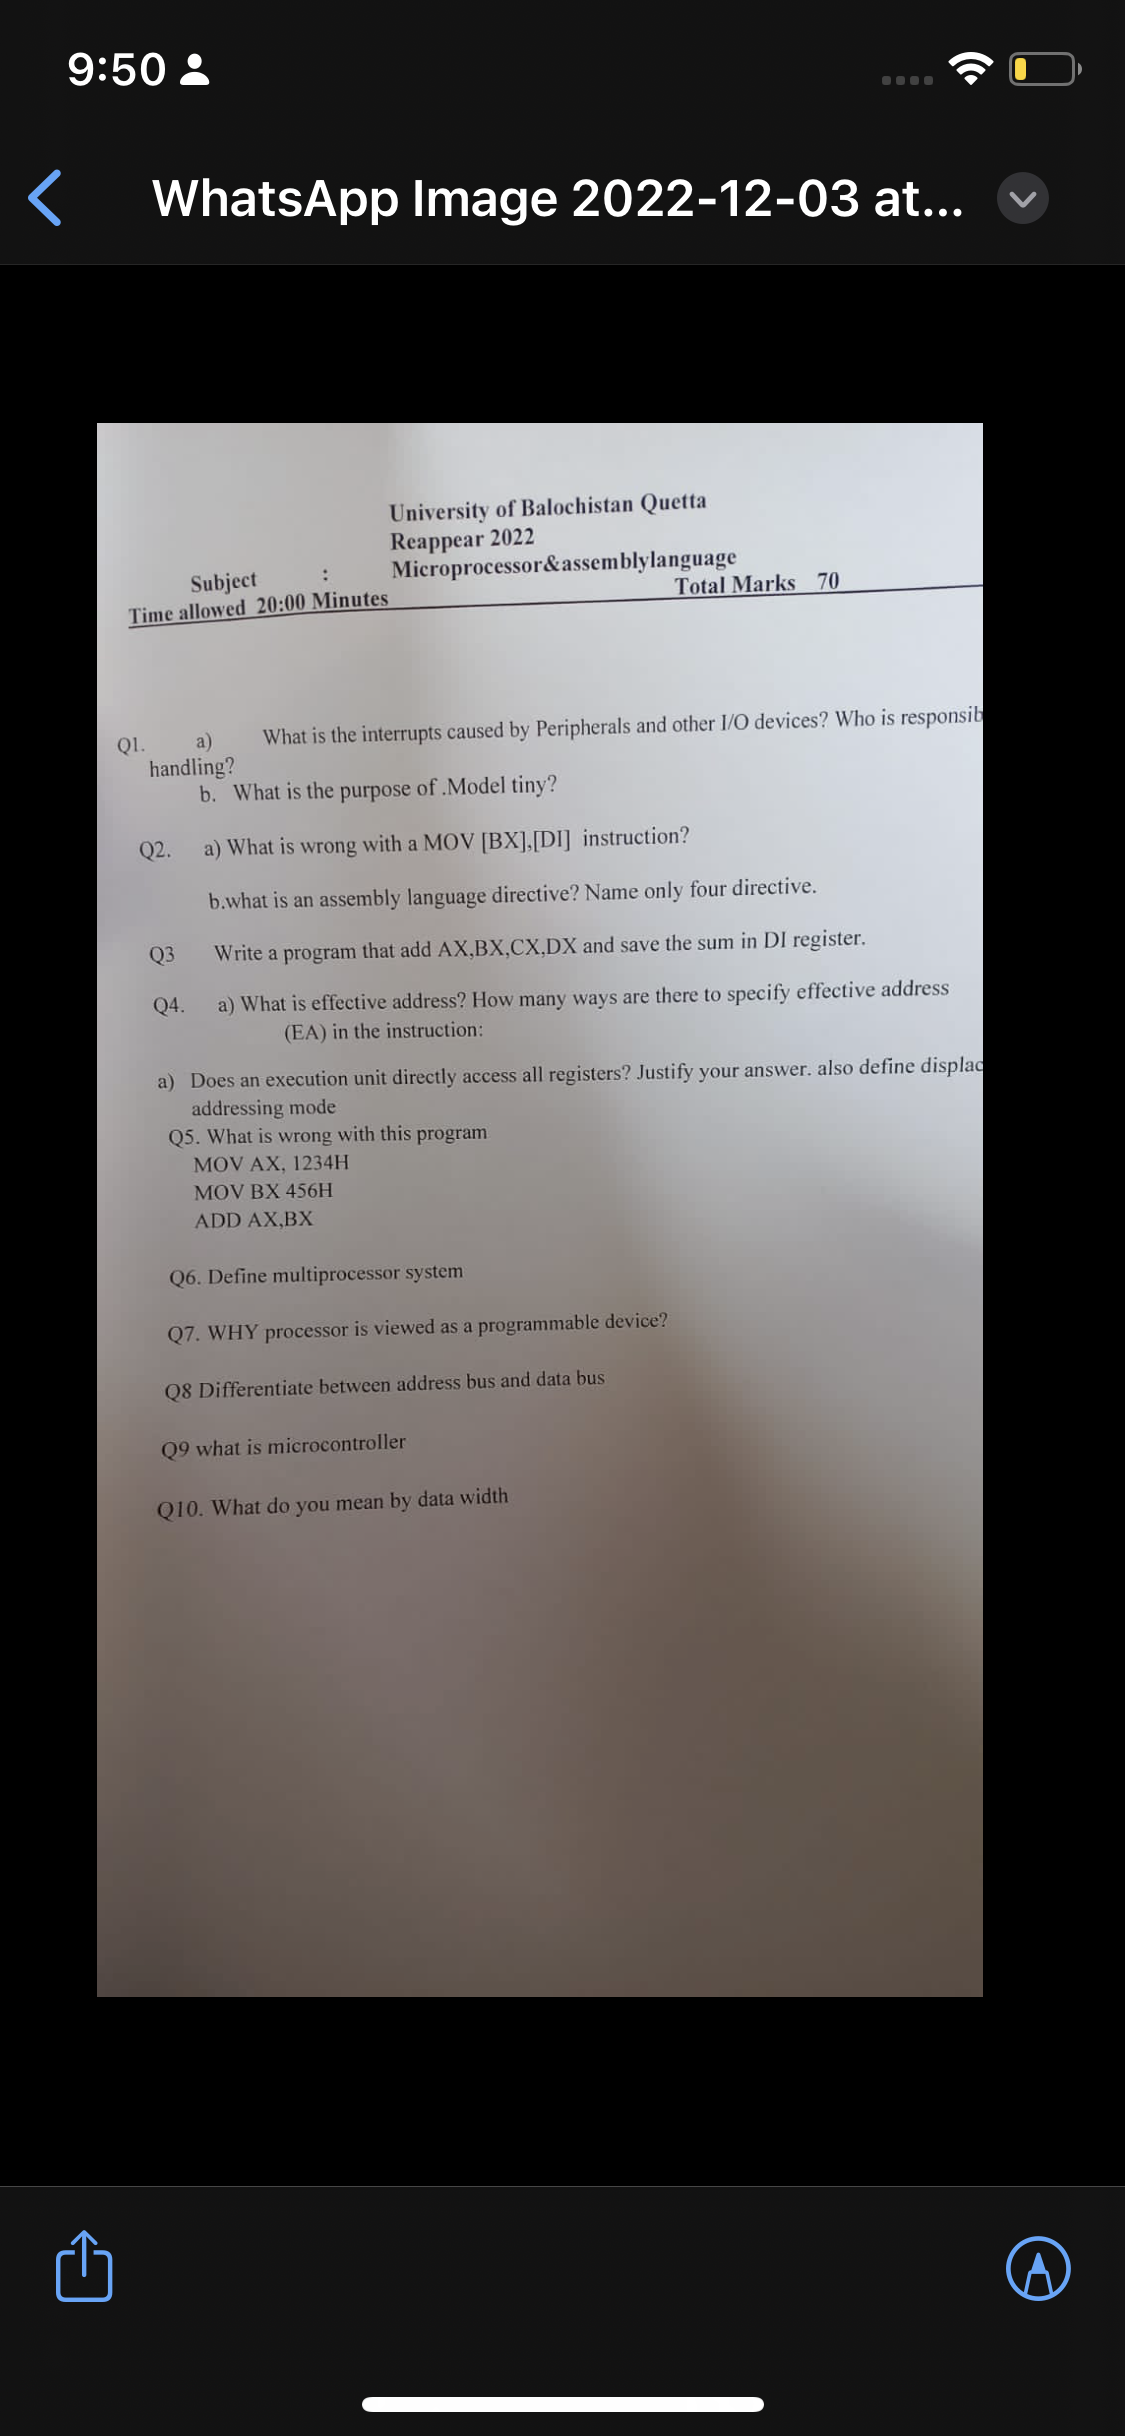 9:50
WhatsApp Image 2022-12-03 at...
University of Balochistan Quetta
Reappear 2022
Subject : Microprocessor&assemblylanguage
Time allowed 20:00 Minutes Total Marks 70
Q1. a) What is the interrupts caused by Peripherals and other I/O devices? Who is responsib
handling?
b. What is the purpose of .Model tiny?
Q2. a) What is wrong with a MOV [BX],[DI] instruction?
b.what is an assembly language directive? Name only four directive.
Q3 Write a program that add AX,BX,CX,DX and save the sum in DI register.
Q4. a) What is effective address? How many ways are there to specify effective address
(EA) in the instruction:
a) Does an execution unit directly access all registers? Justify your answer. also define displac
addressing mode
Q5. What is wrong with this program
MOV AX, 1234H
MOV BX 456H
ADD AX,BX
Q6. Define multiprocessor system
Q7. WHY processor is viewed as a programmable device?
Q8 Differentiate between address bus and data bus
Q9 what is microcontroller
Q10. What do you mean by data width